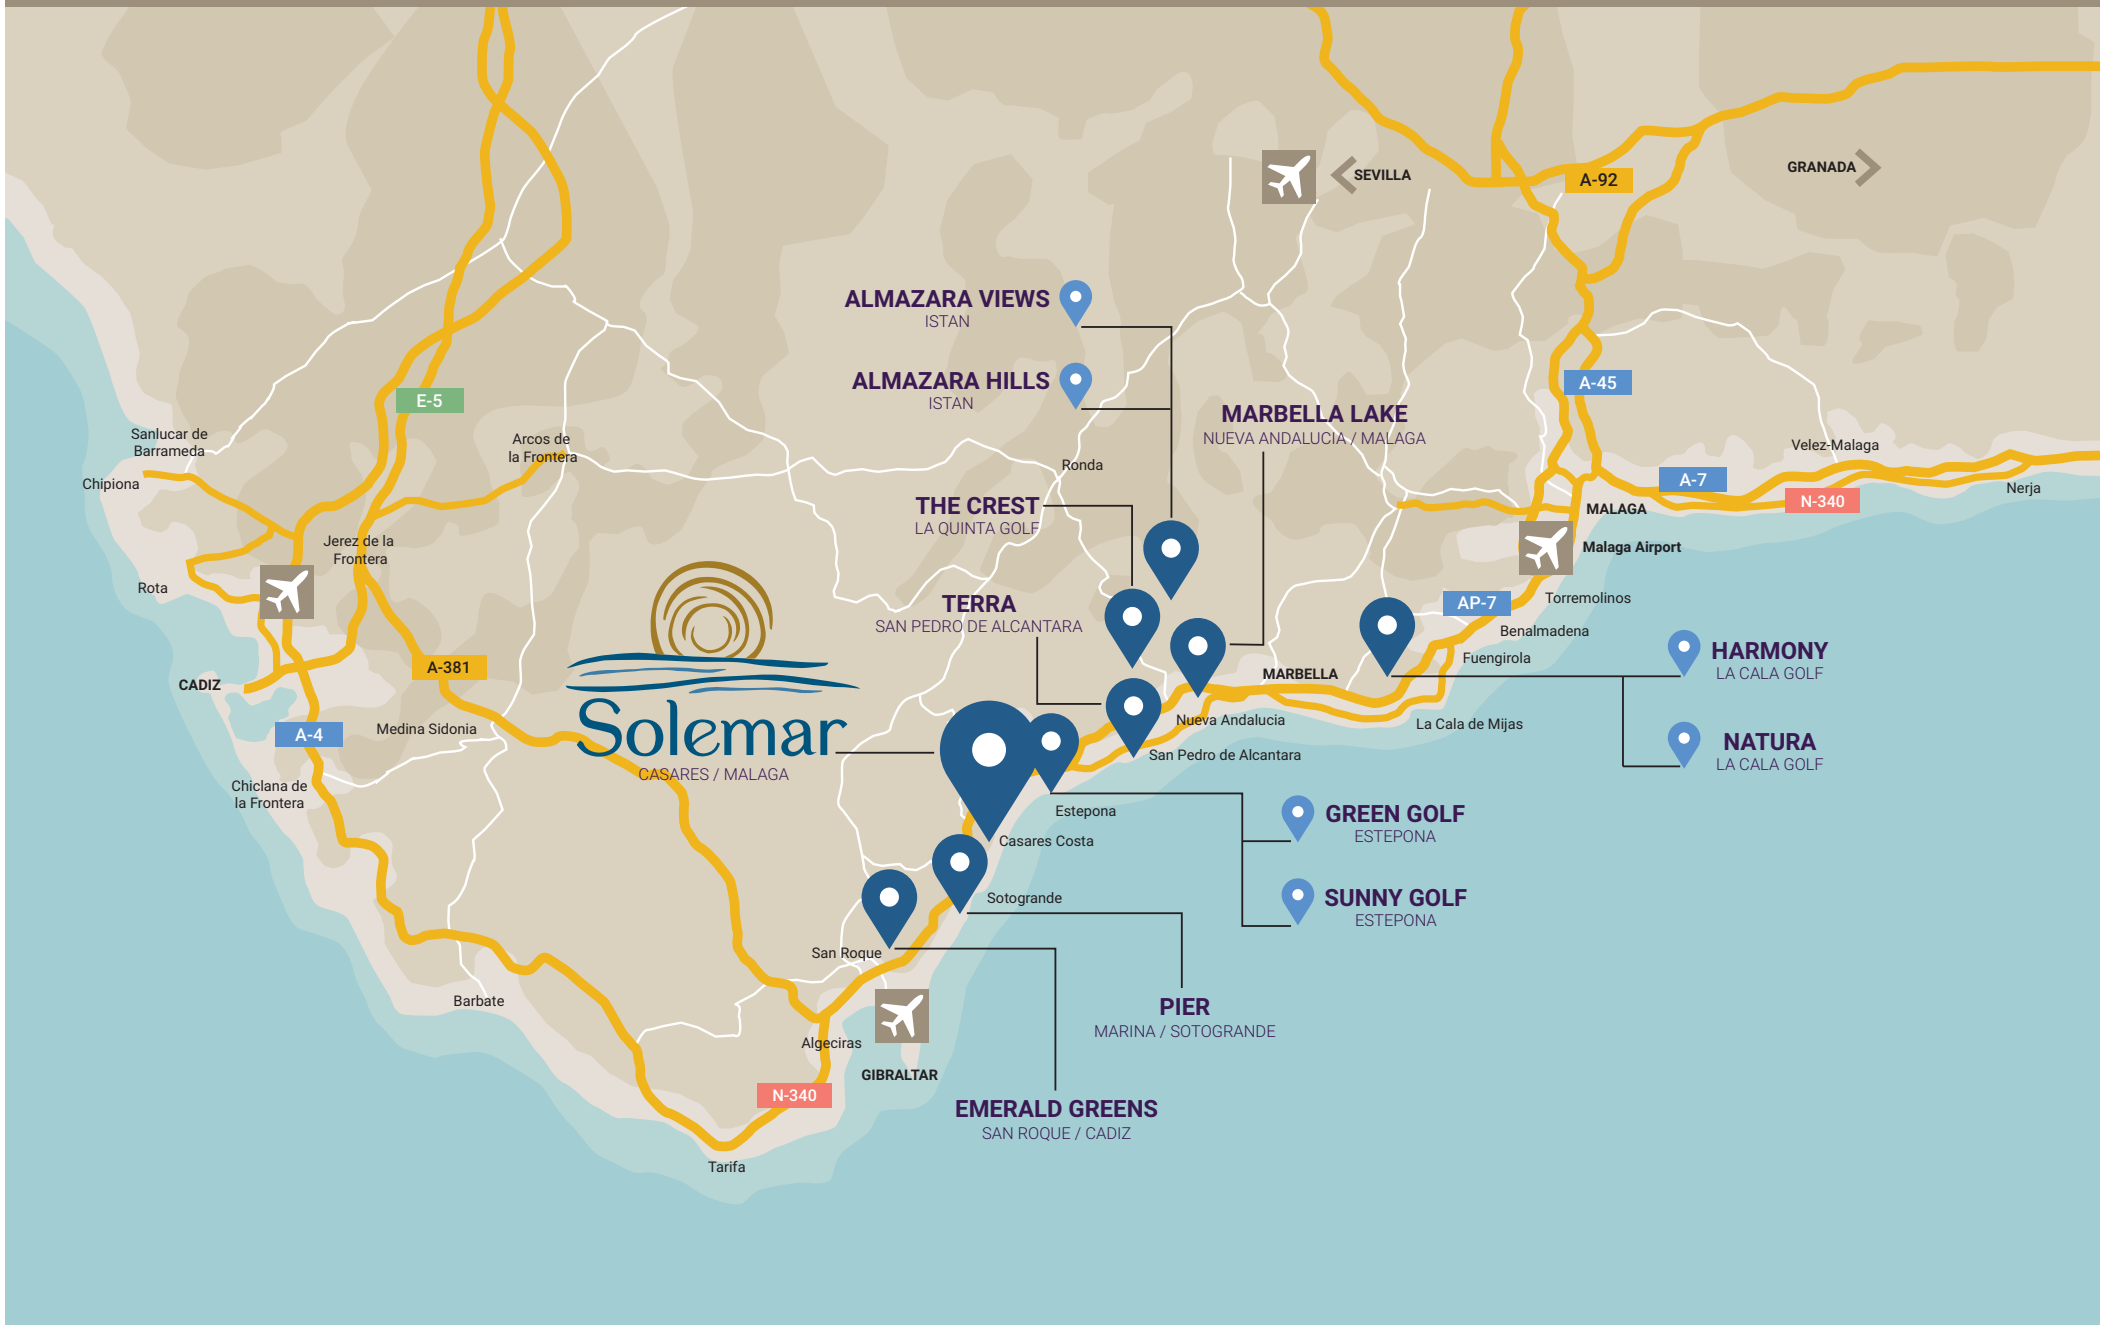 SEVILLA
GRANADA
A-92
ALMAZARA VIEWS
ISTAN
ALMAZARA HILLS
ISTAN
A-45
E-5
MARBELLA LAKE
NUEVA ANDALUCIA / MALAGA
Sanlucar de
Barrameda
Arcos de
la Frontera
Velez-Malaga
Chipiona
Ronda
A-7
Nerja
N-340
THE CREST
LA QUINTA GOLF
MALAGA
Jerez de la
Frontera
Malaga Airport
Rota
TERRA
SAN PEDRO DE ALCANTARA
AP-7
Torremolinos
Benalmadena
Fuengirola
HARMONY
LA CALA GOLF
A-381
MARBELLA
CADIZ
Solemar
CASARES / MALAGA
Nueva Andalucia
La Cala de Mijas
Medina Sidonia
A-4
NATURA
LA CALA GOLF
San Pedro de Alcantara
Chiclana de
la Frontera
Estepona
GREEN GOLF
ESTEPONA
Casares Costa
Sotogrande
SUNNY GOLF
ESTEPONA
San Roque
Barbate
PIER
MARINA / SOTOGRANDE
Algeciras
GIBRALTAR
N-340
EMERALD GREENS
SAN ROQUE / CADIZ
Tarifa